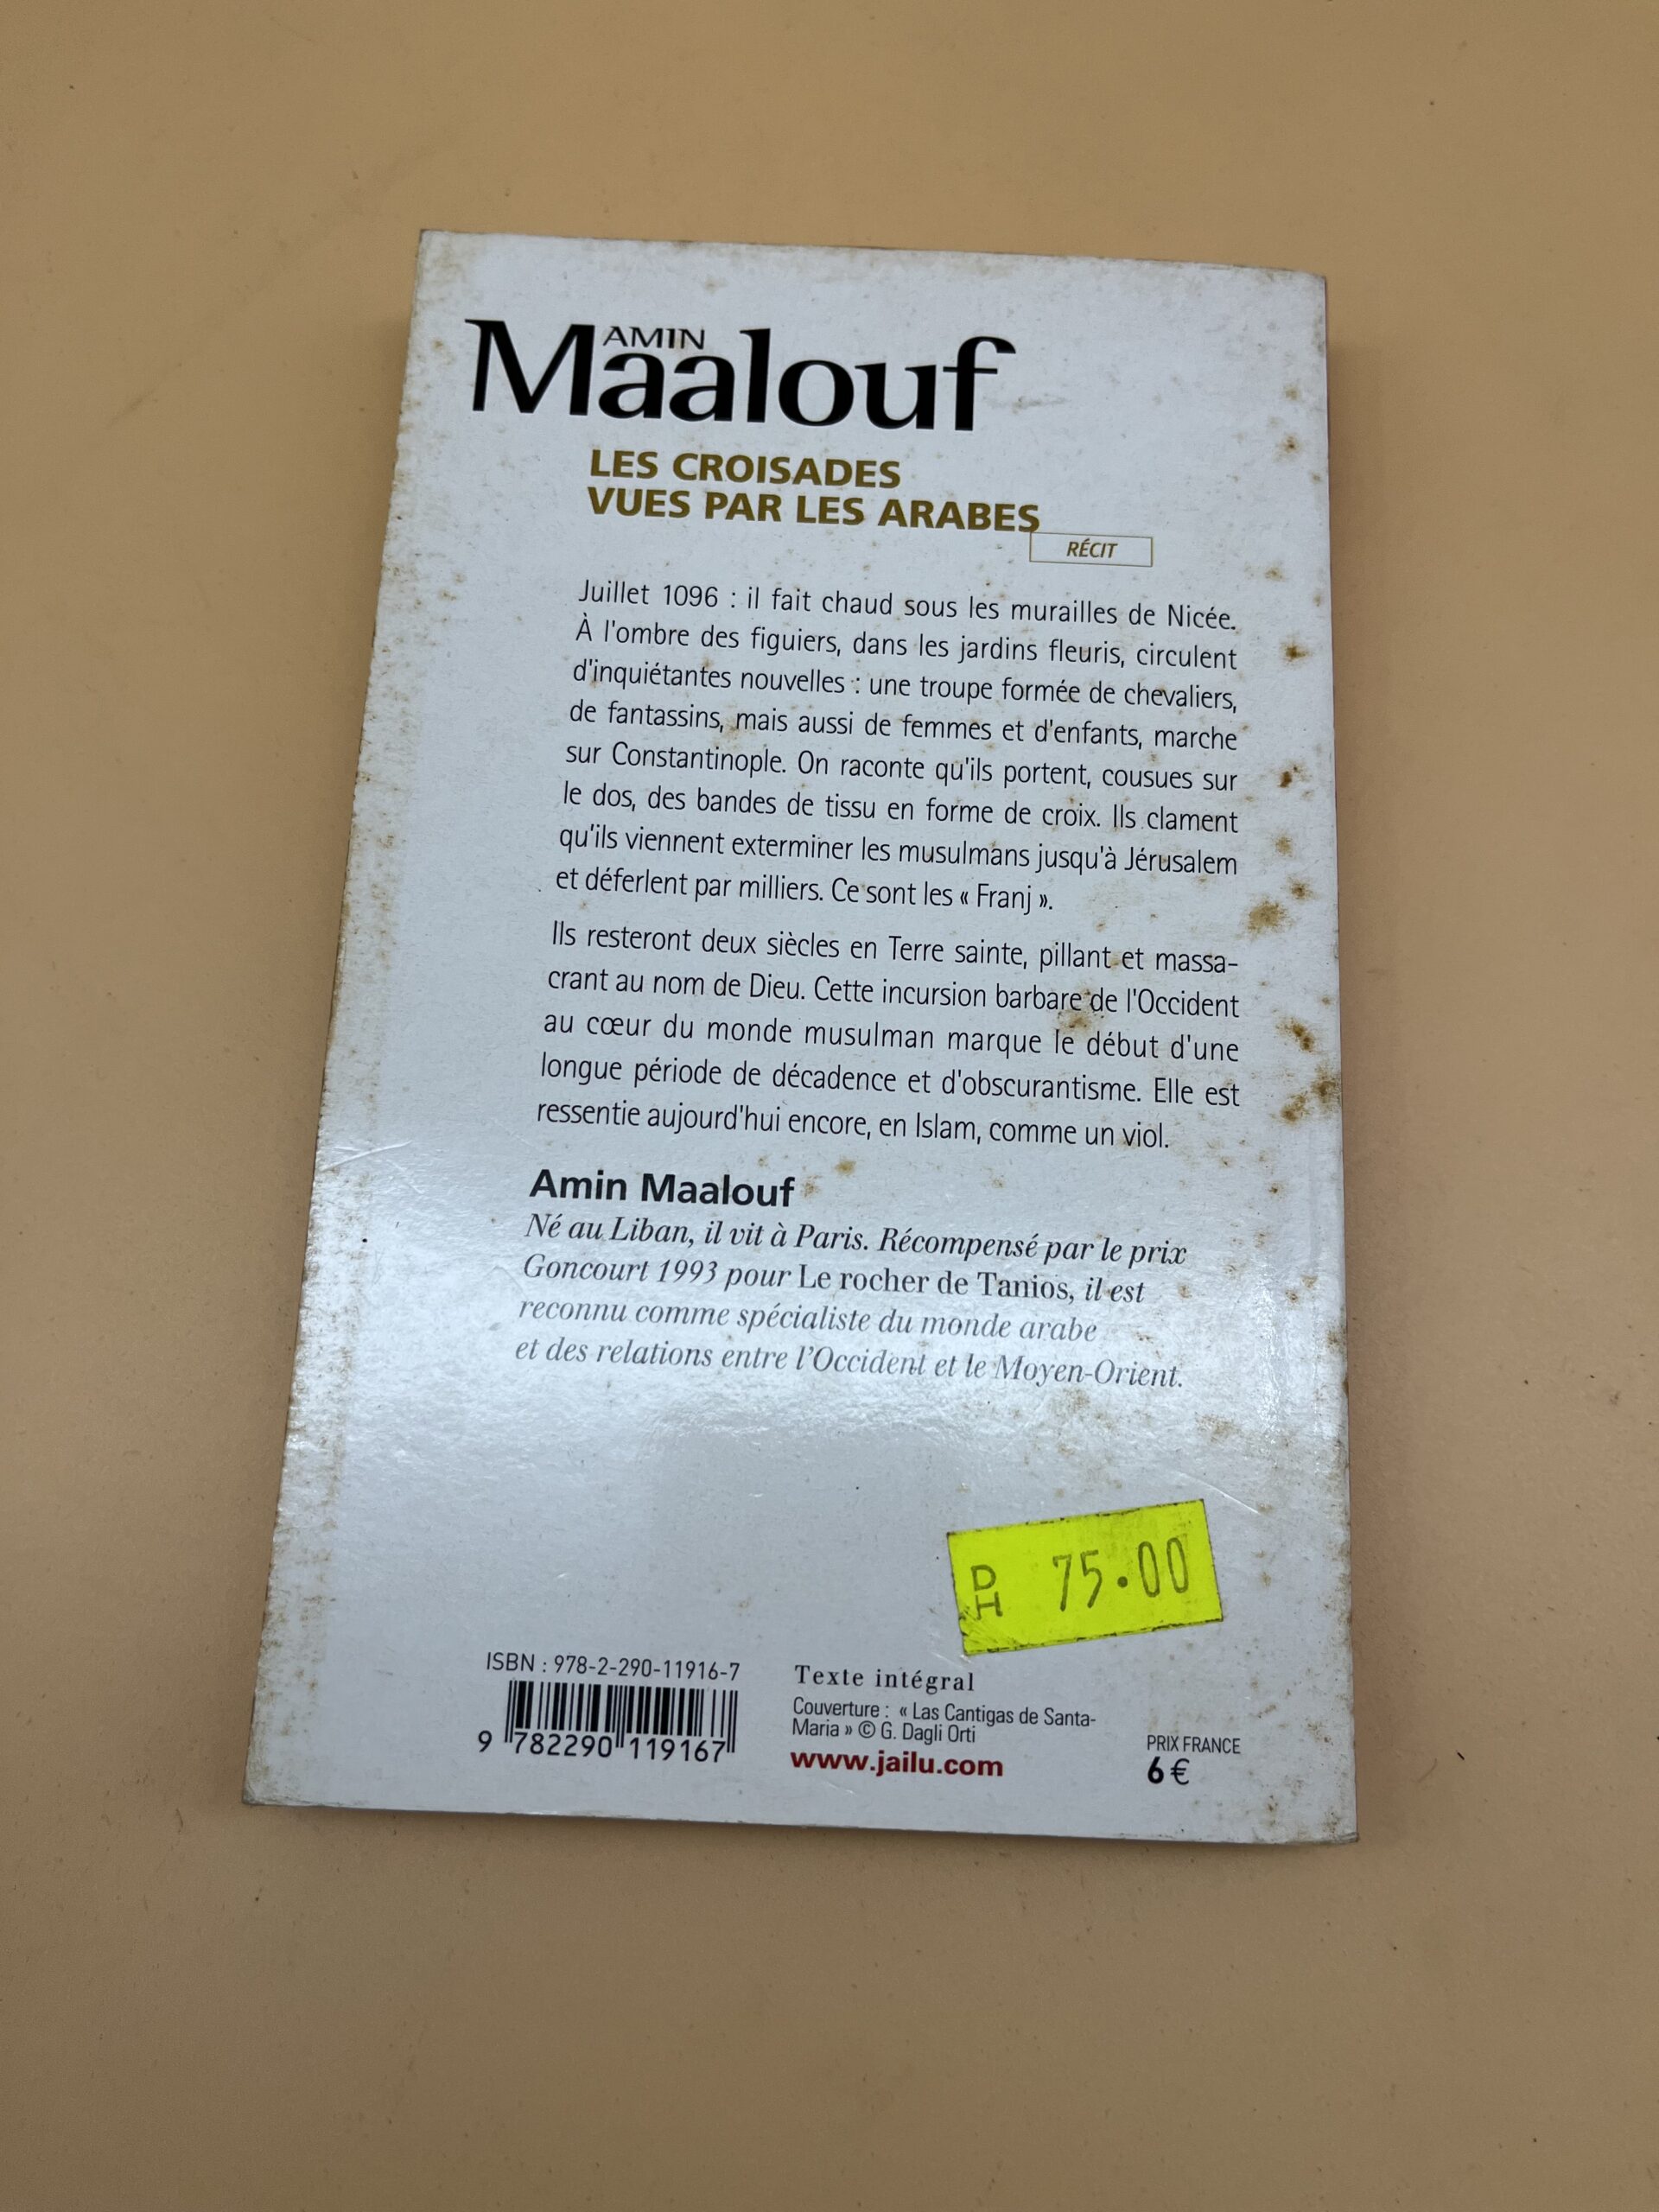 AMIN
Maalouf
LES CROISADES
VUES PAR LES ARABES
RÉCIT
Juillet 1096 : il fait chaud sous les murailles de Nicée.
À l'ombre des figuiers, dans les jardins fleuris, circulent
d'inquiétantes nouvelles : une troupe formée de chevaliers,
de fantassins, mais aussi de femmes et d'enfants, marche
sur Constantinople. On raconte qu'ils portent, cousues sur
le dos, des bandes de tissu en forme de croix. Ils clament
qu'ils viennent exterminer les musulmans jusqu'à Jérusalem
et déferlent par milliers. Ce sont les « Franj ».
Ils resteront deux siècles en Terre sainte, pillant et massa-
crant au nom de Dieu. Cette incursion barbare de l'Occident
au cœur du monde musulman marque le début d'une
longue période de décadence et d'obscurantisme. Elle est
ressentie aujourd'hui encore, en Islam, comme un viol.
Amin Maalouf
Né au Liban, il vit à Paris. Récompensé par le prix
Goncourt 1993 pour Le rocher de Tanios, il est
reconnu comme spécialiste du monde arabe
et des relations entre l'Occident et le Moyen-Orient.
DH 75.00
ISBN : 978-2-290-11916-7
9 782290 119167
Texte intégral
Couverture : « Las Cantigas de Santa-
Maria » © G. Dagli Orti
www.jailu.com
PRIX FRANCE
6 €